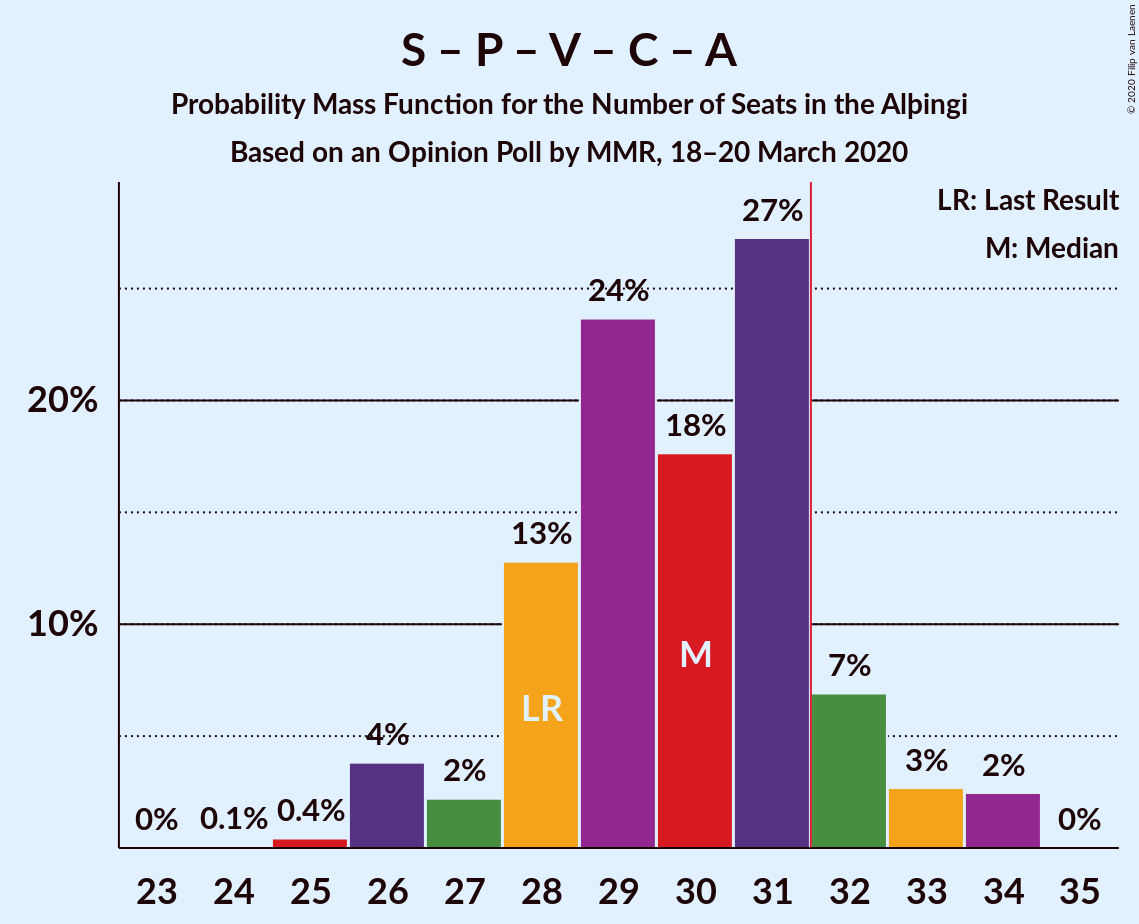 S – P – V – C – A
Probability Mass Function for the Number of Seats in the Alþingi
Based on an Opinion Poll by MMR, 18–20 March 2020
© 2020 Filip van Laenen
LR: Last Result
M: Median
27%
24%
20%
18%
13%
10%
M
7%
LR
4%
2%
3%
2%
0%
0.1%
0.4%
0%
23 24 25 26 27 28 29 30 31 32 33 34 35